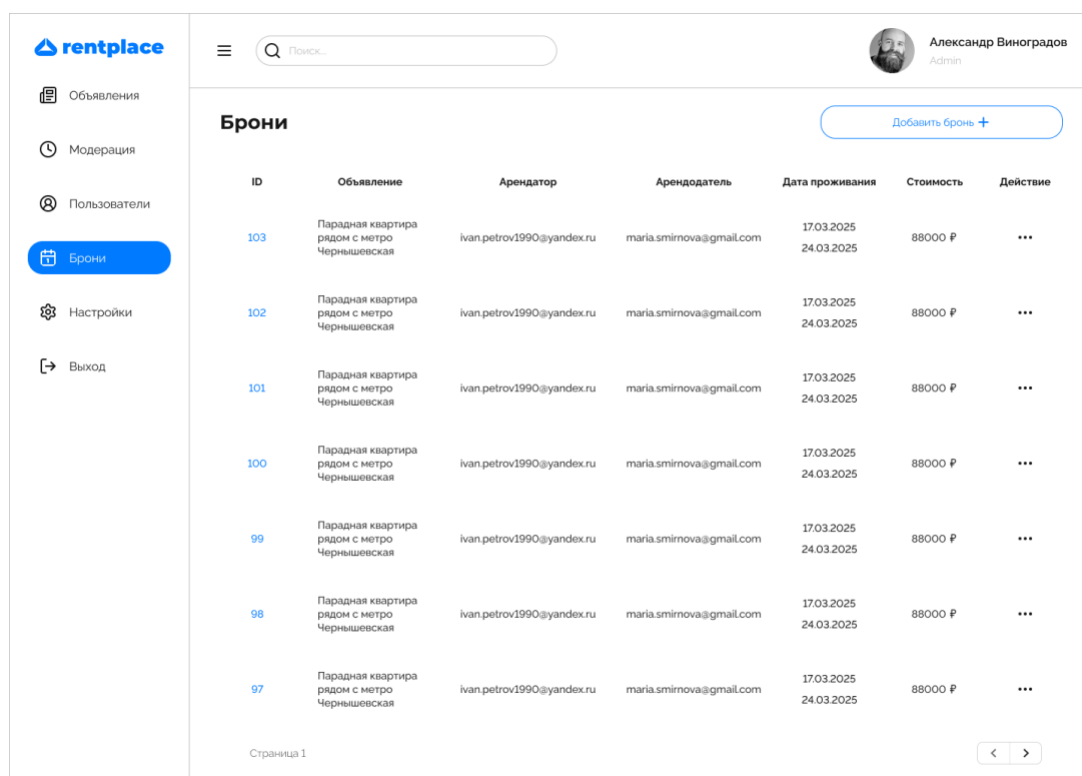 rentplace
Поиск...
Александр Виноградов
Admin
Объявления
Модерация
Пользователи
Брони
Настройки
Выход
Брони
Добавить бронь +
ID Объявление Арендатор Арендодатель Дата проживания Стоимость Действие
Парадная квартира
рядом с метро
Чернышевская
103 ivan.petrov1990@yandex.ru maria.smirnova@gmail.com 88000 ₽ •••
17.03.2025
24.03.2025
Парадная квартира
рядом с метро
Чернышевская
102 ivan.petrov1990@yandex.ru maria.smirnova@gmail.com 88000 ₽ •••
17.03.2025
24.03.2025
Парадная квартира
рядом с метро
Чернышевская
101 ivan.petrov1990@yandex.ru maria.smirnova@gmail.com 88000 ₽ •••
17.03.2025
24.03.2025
Парадная квартира
рядом с метро
Чернышевская
100 ivan.petrov1990@yandex.ru maria.smirnova@gmail.com 88000 ₽ •••
17.03.2025
24.03.2025
Парадная квартира
рядом с метро
Чернышевская
99 ivan.petrov1990@yandex.ru maria.smirnova@gmail.com 88000 ₽ •••
17.03.2025
24.03.2025
Парадная квартира
рядом с метро
Чернышевская
98 ivan.petrov1990@yandex.ru maria.smirnova@gmail.com 88000 ₽ •••
17.03.2025
24.03.2025
Парадная квартира
рядом с метро
Чернышевская
97 ivan.petrov1990@yandex.ru maria.smirnova@gmail.com 88000 ₽ •••
17.03.2025
24.03.2025
Страница 1